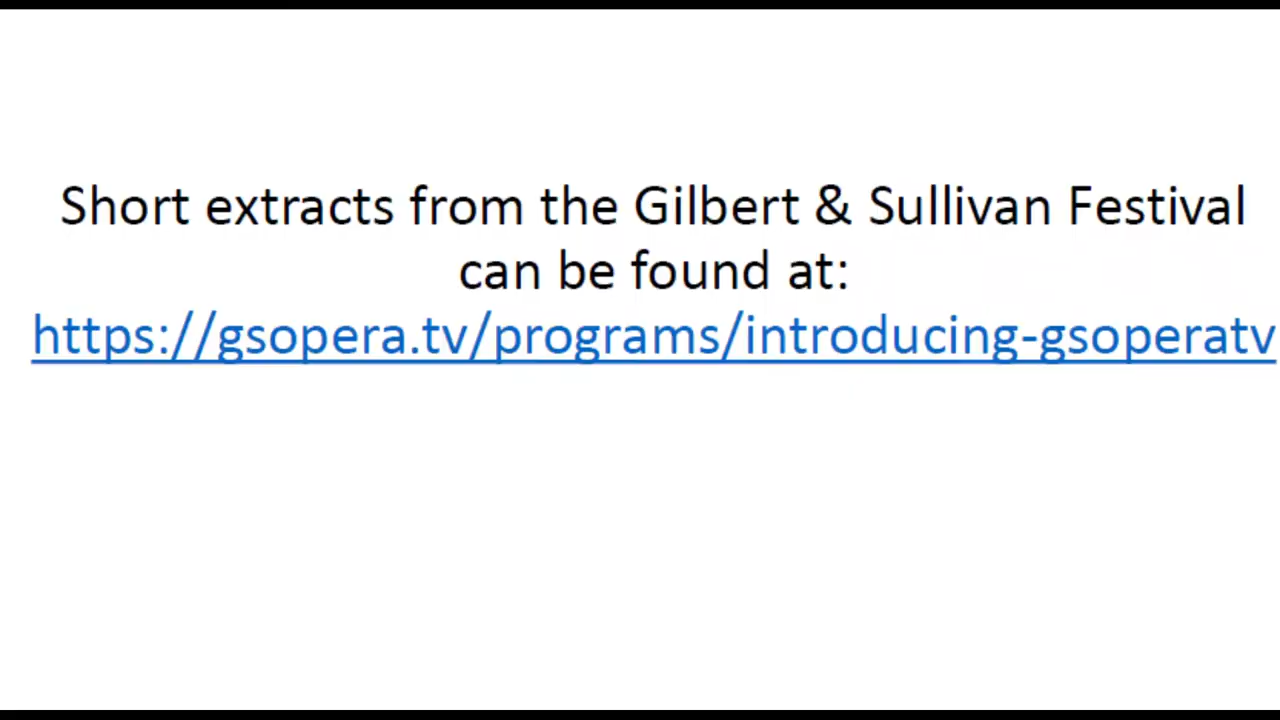 Short extracts from the Gilbert & Sullivan Festival
can be found at:
https://gsopera.tv/programs/introducing-gsoperatv